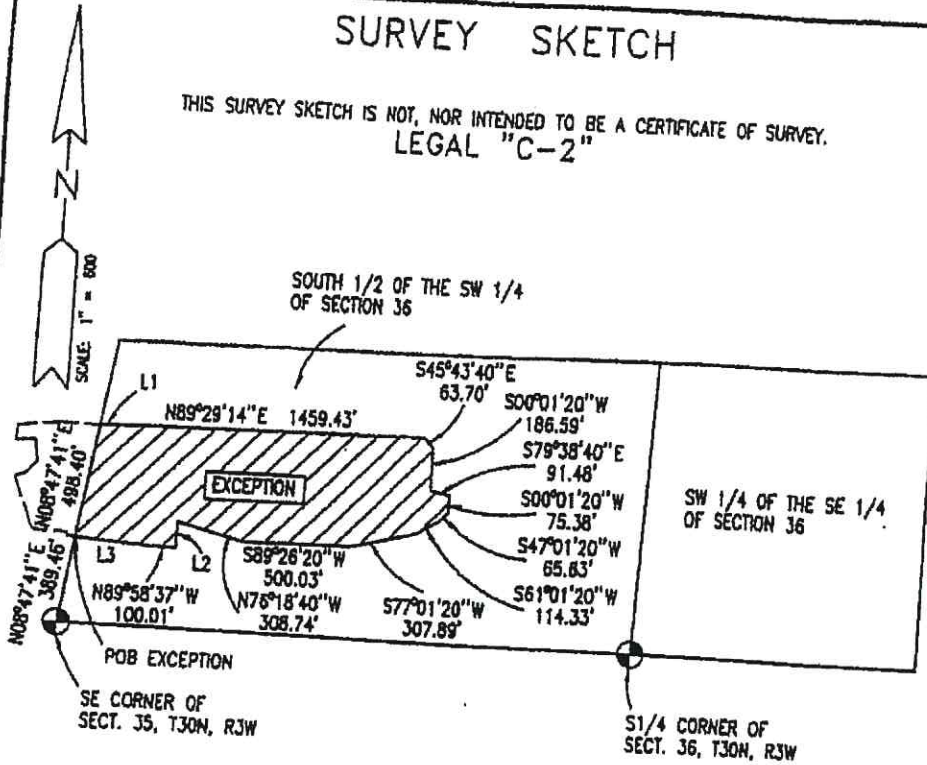 SURVEY SKETCH
THIS SURVEY SKETCH IS NOT, NOR INTENDED TO BE A CERTIFICATE OF SURVEY.
LEGAL "C-2"
N
SCALE: 1" = 600
SOUTH 1/2 OF THE SW 1/4
OF SECTION 36
L1
N89°29'14"E 1459.43'
S45°43'40"E
63.70'
S00°01'20"W
186.59'
S79°38'40"E
91.48'
S00°01'20"W
75.38'
S47°01'20"W
65.63'
S61°01'20"W
114.33'
EXCEPTION
SW 1/4 OF THE SE 1/4
OF SECTION 36
N08°47'41"E
498.40'
N08°47'41"E
389.46'
L3
L2
N89°58'37"W
100.01'
S89°26'20"W
500.03'
N76°18'40"W
308.74'
S77°01'20"W
307.89'
POB EXCEPTION
SE CORNER OF
SECT. 35, T30N, R3W
S1/4 CORNER OF
SECT. 36, T30N, R3W